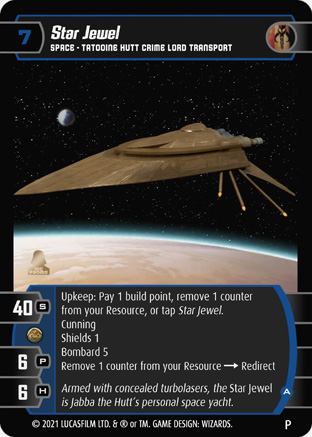 7 Star Jewel
SPACE - TATOOINE HUTT CRIME LORD TRANSPORT
40 S
6 P
6 H
Upkeep: Pay 1 build point, remove 1 counter
from your Resource, or tap Star Jewel.
Cunning
Shields 1
Bombard 5
Remove 1 counter from your Resource → Redirect
Armed with concealed turbolasers, the Star Jewel
is Jabba the Hutt's personal space yacht.
A
© 2021 LUCASFILM LTD. & ® or TM. GAME DESIGN: WIZARDS.
P